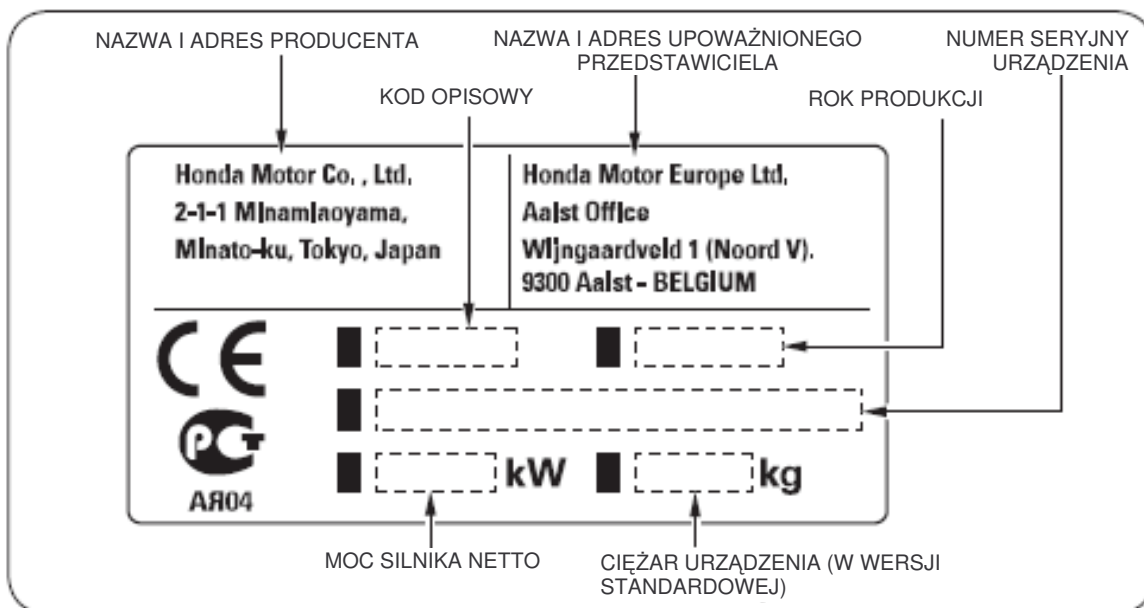 NAZWA I ADRES PRODUCENTA
NAZWA I ADRES UPOWAŻNIONEGO
PRZEDSTAWICIELA
NUMER SERYJNY
URZĄDZENIA
KOD OPISOWY
ROK PRODUKCJI
Honda Motor Co. , Ltd.
2-1-1 Minamiaoyama,
Minato-ku, Tokyo, Japan
Honda Motor Europe Ltd.
Aalst Office
Wijngaardveld 1 (Noord V).
9300 Aalst - BELGIUM
CE
PCT
AЯ04
kW
kg
MOC SILNIKA NETTO
CIĘŻAR URZĄDZENIA (W WERSJI
STANDARDOWEJ)